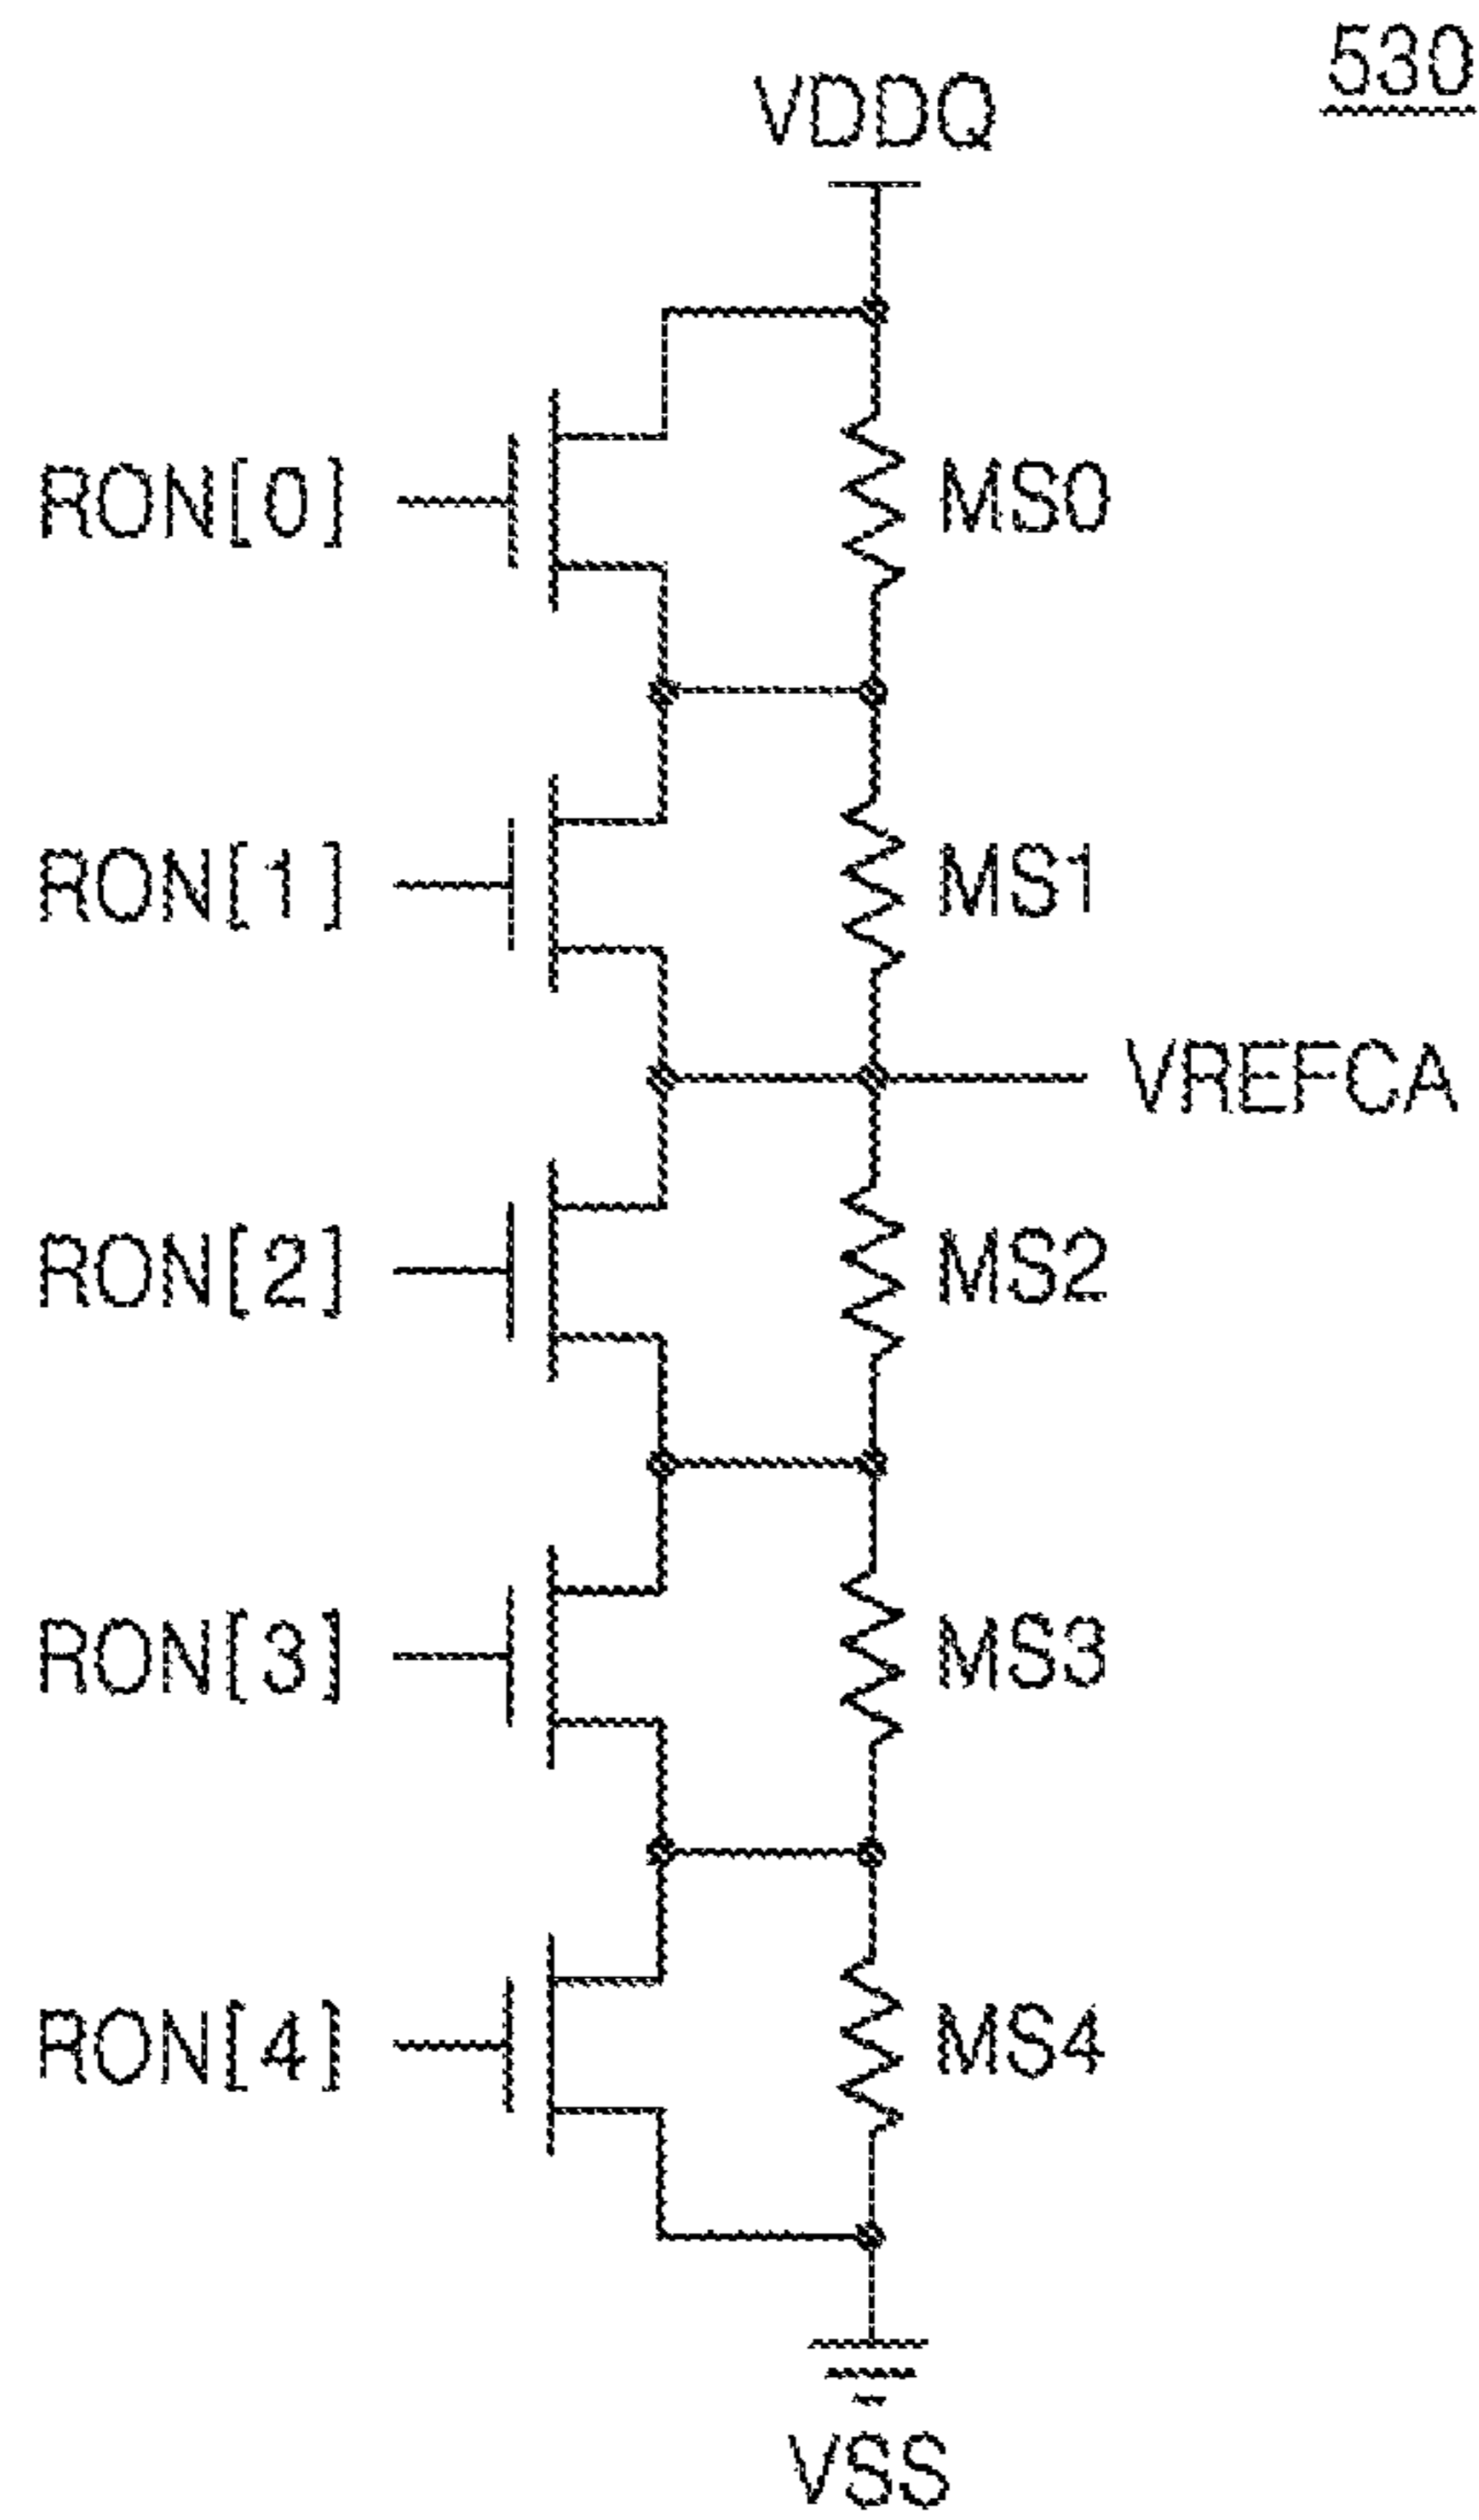 530
VDDQ
RON[0]
MS0
RON[1]
MS1
VREFCA
RON[2]
MS2
RON[3]
MS3
RON[4]
MS4
VSS